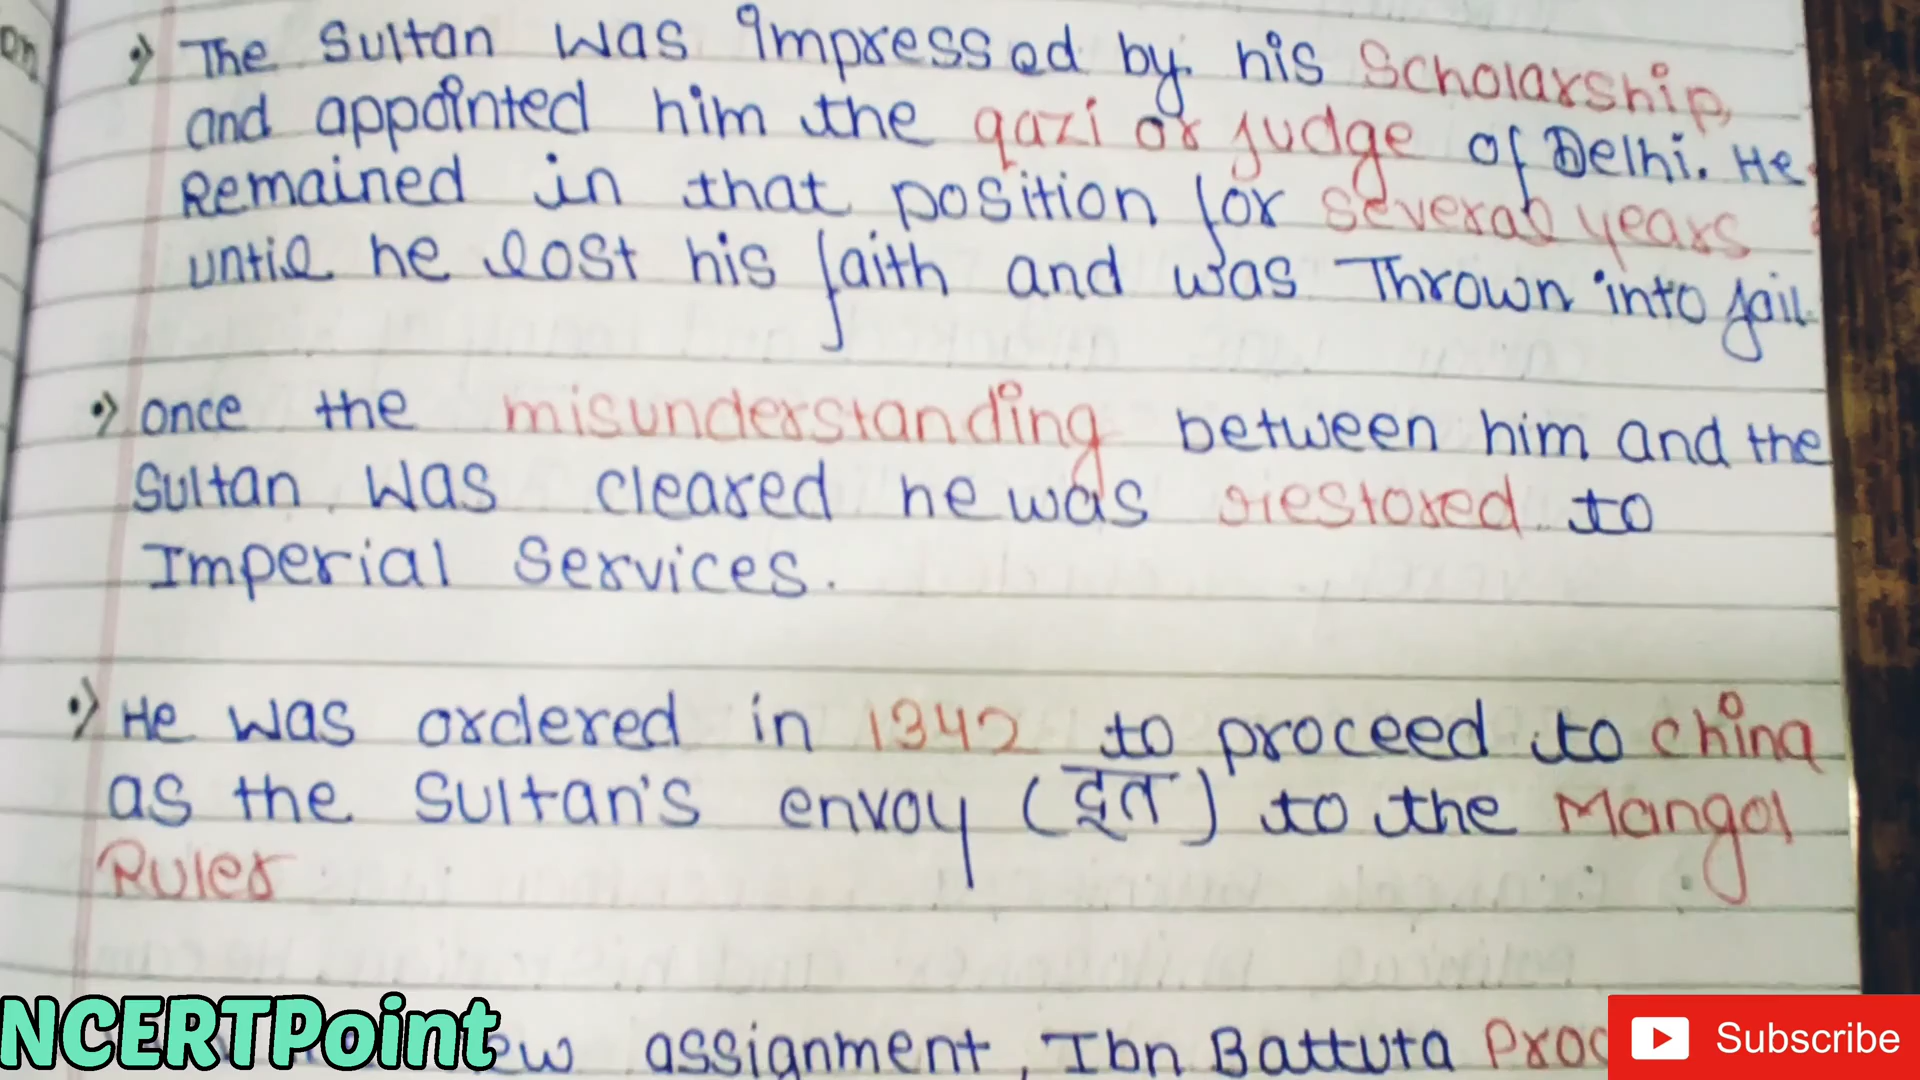 •) The Sultan was impressed by his Scholarship,
and appointed him the qazi or judge of Delhi. He
Remained in that position for several years
until he lost his faith and was Thrown into jail
•) once the misunderstanding between him and the
Sultan was cleared he was restored to
Imperial Services.
•) He was ordered in 1342 to proceed to China
as the Sultan's envoy (दूत) to the Mangol
Ruler
assignment, Ibn Battuta
NCERTPoint
Subscribe